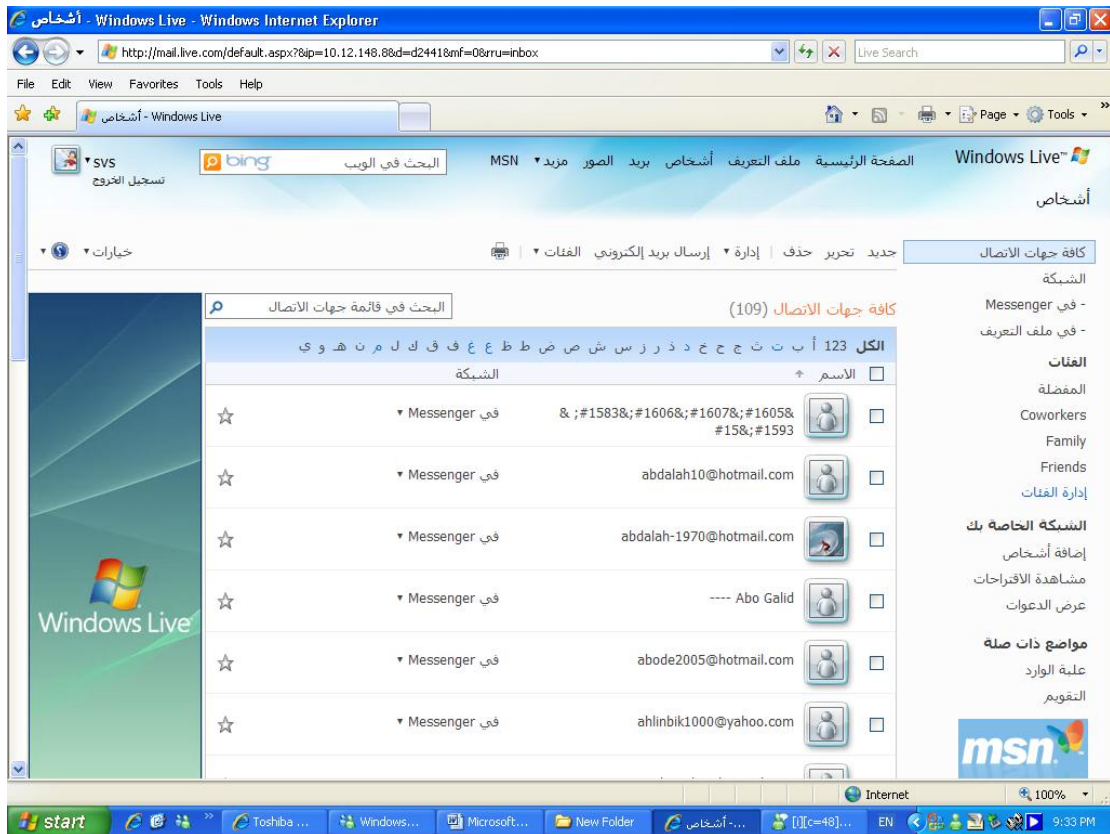 أشخاص - Windows Live - Windows Internet Explorer
http://mail.live.com/default.aspx?&ip=10.12.148.8&d=d2441&mf=0&rru=inbox
Live Search
File Edit View Favorites Tools Help
أشخاص - Windows Live
Page Tools
Windows Live™
الصفحة الرئيسية ملف التعريف أشخاص بريد الصور مزيد MSN
البحث في الويب
bing
svs
تسجيل الخروج
أشخاص
جديد تحرير حذف | إدارة إرسال بريد إلكتروني الفئات |
خيارات
كافة جهات الاتصال
الشبكة
- في Messenger
- في ملف التعريف
الفئات
المفضلة
Coworkers
Family
Friends
إدارة الفئات
الشبكة الخاصة بك
إضافة أشخاص
مشاهدة الاقتراحات
عرض الدعوات
مواضع ذات صلة
علبة الوارد
التقويم
msn
كافة جهات الاتصال (109)
البحث في قائمة جهات الاتصال
الكل 123 أ ب ت ث ج ح خ د ذ ر ز س ش ص ض ط ظ ع غ ف ق ك ل م ن هـ و ي
الاسم الشبكة
& ;#1583&;#1606&;#1607&;#1605&
#15&;#1593
في Messenger
abdalah10@hotmail.com في Messenger
abdalah-1970@hotmail.com في Messenger
---- Abo Galid في Messenger
abode2005@hotmail.com في Messenger
ahlinbik1000@yahoo.com في Messenger
Windows Live
Internet 100%
start Toshiba ... Windows... Microsoft... New Folder أشخاص -... [i][c=48]... EN 9:33 PM